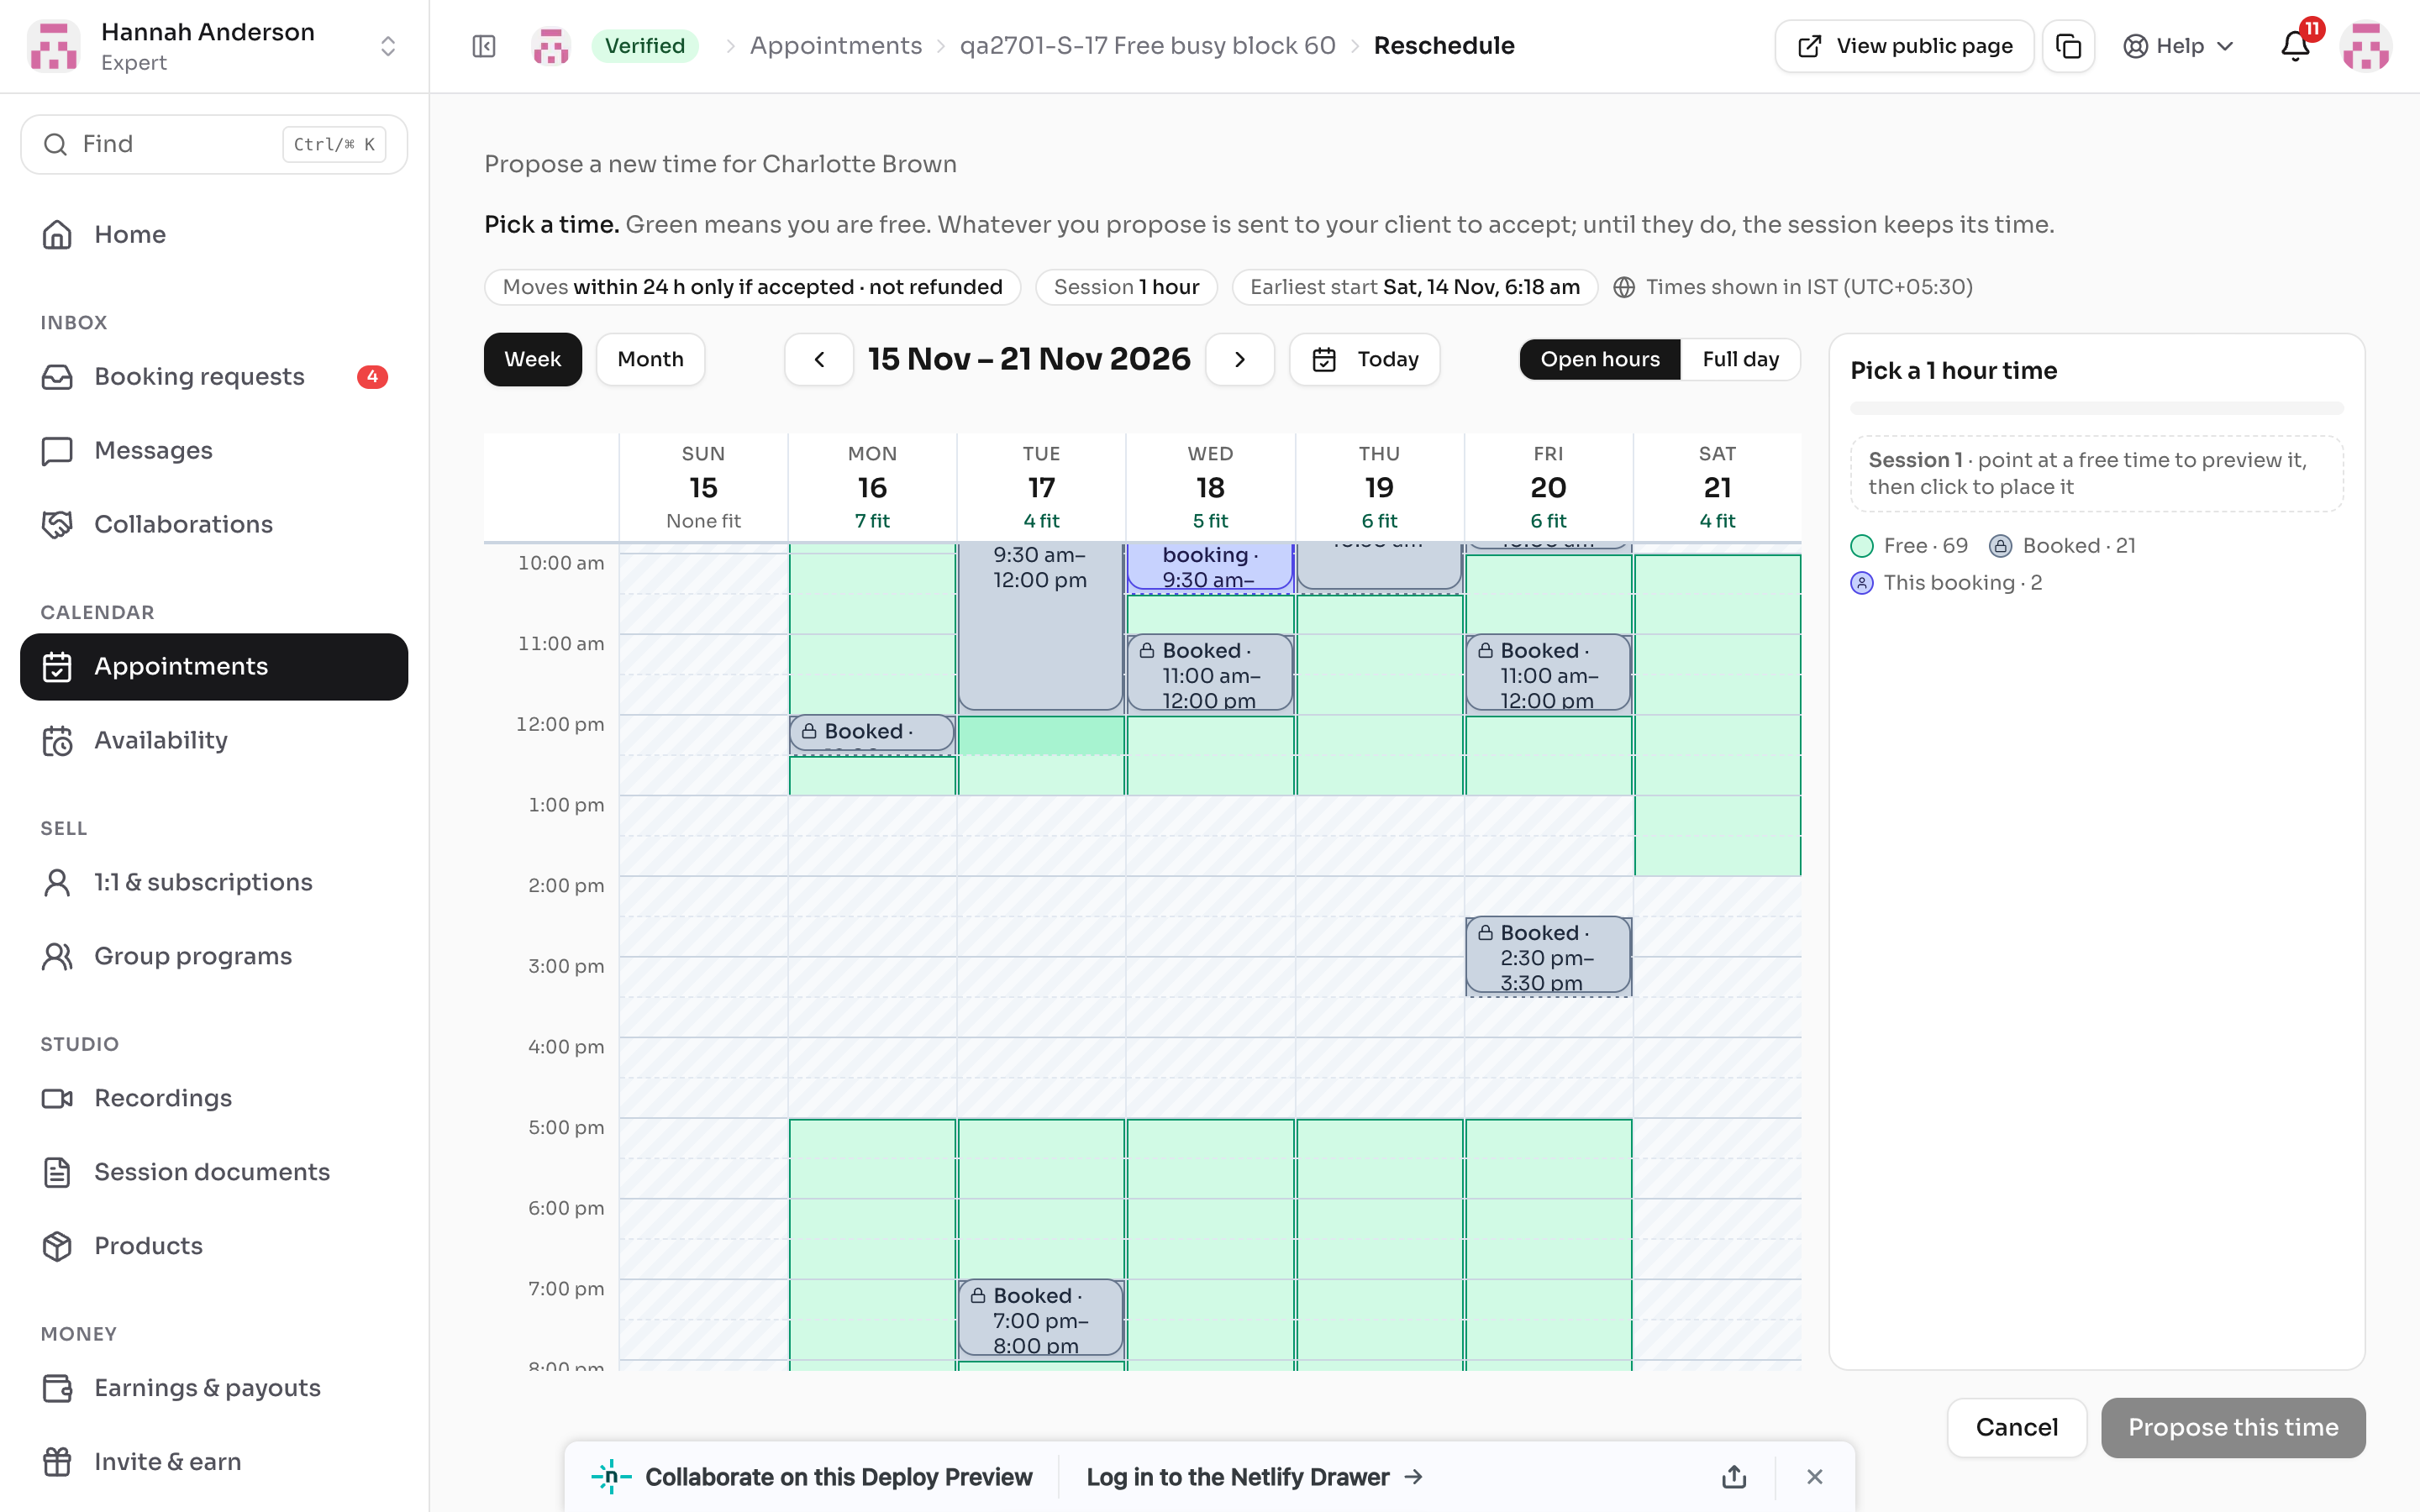 Hannah Anderson
Expert
Verified
Appointments
qa2701-S-17 Free busy block 60
Reschedule
View public page
Help
11
Find
Ctrl/⌘ K
Home
INBOX
Booking requests
4
Messages
Collaborations
CALENDAR
Appointments
Availability
SELL
1:1 & subscriptions
Group programs
STUDIO
Recordings
Session documents
Products
MONEY
Earnings & payouts
Invite & earn
Propose a new time for Charlotte Brown
Pick a time. Green means you are free. Whatever you propose is sent to your client to accept; until they do, the session keeps its time.
Moves within 24 h only if accepted · not refunded
Session 1 hour
Earliest start Sat, 14 Nov, 6:18 am
Times shown in IST (UTC+05:30)
Week
Month
15 Nov – 21 Nov 2026
Today
Open hours
Full day
SUN
15
None fit
MON
16
7 fit
TUE
17
4 fit
WED
18
5 fit
THU
19
6 fit
FRI
20
6 fit
SAT
21
4 fit
10:00 am
11:00 am
12:00 pm
1:00 pm
2:00 pm
3:00 pm
4:00 pm
5:00 pm
6:00 pm
7:00 pm
8:00 pm
Booked ·
9:30 am–
12:00 pm
Booked ·
7:00 pm–
8:00 pm
booking ·
9:30 am–
Booked ·
11:00 am–
12:00 pm
Booked ·
11:00 am–
12:00 pm
Booked ·
2:30 pm–
3:30 pm
Pick a 1 hour time
Session 1 · point at a free time to preview it,
then click to place it
Free · 69
Booked · 21
This booking · 2
Cancel
Propose this time
Collaborate on this Deploy Preview
Log in to the Netlify Drawer →